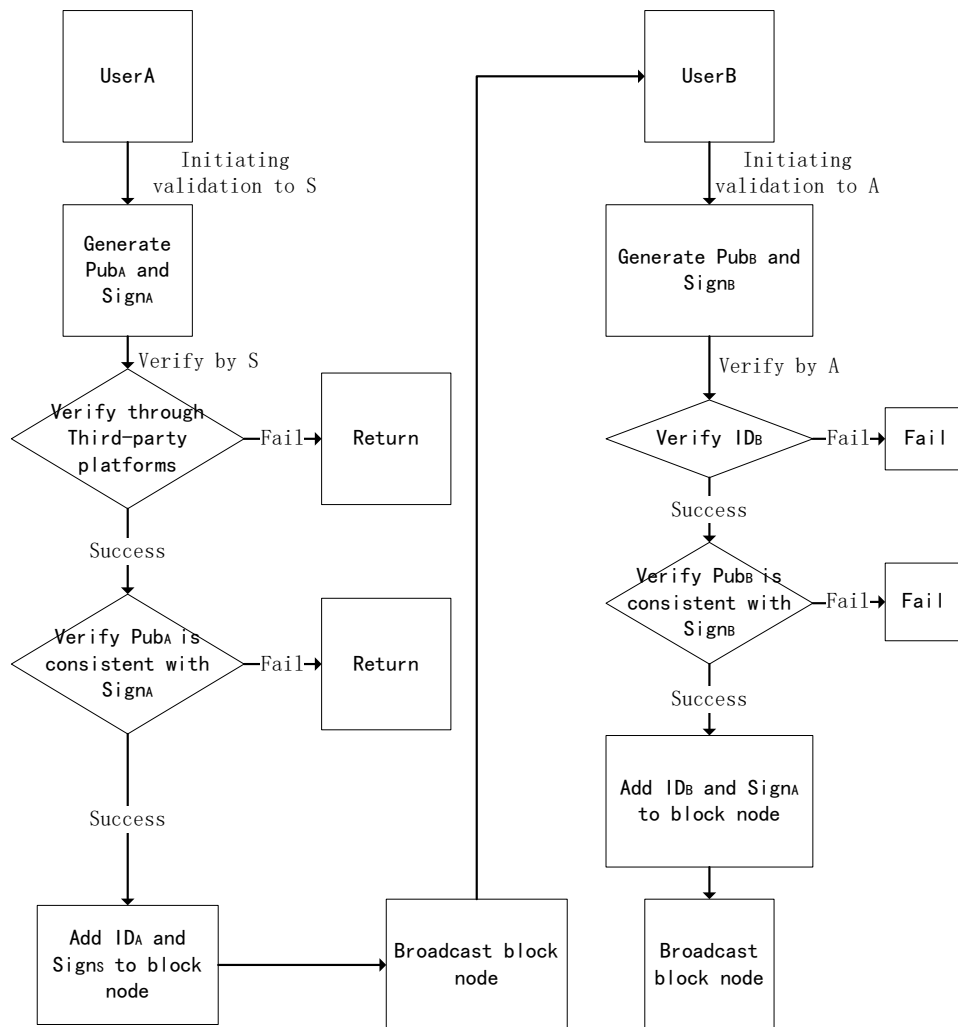 UserA
Initiating
validation to S
Generate
PubA and
SignA
Verify by S
Verify through
Third-party
platforms
Fail
Return
Success
Verify PubA is
consistent with
SignA
Fail
Return
Success
Add IDA and
SignS to block
node
Broadcast block
node
UserB
Initiating
validation to A
Generate PubB and
SignB
Verify by A
Verify IDB
Fail
Fail
Success
Verify PubB is
consistent with
SignB
Fail
Fail
Success
Add IDB and SignA
to block node
Broadcast
block node